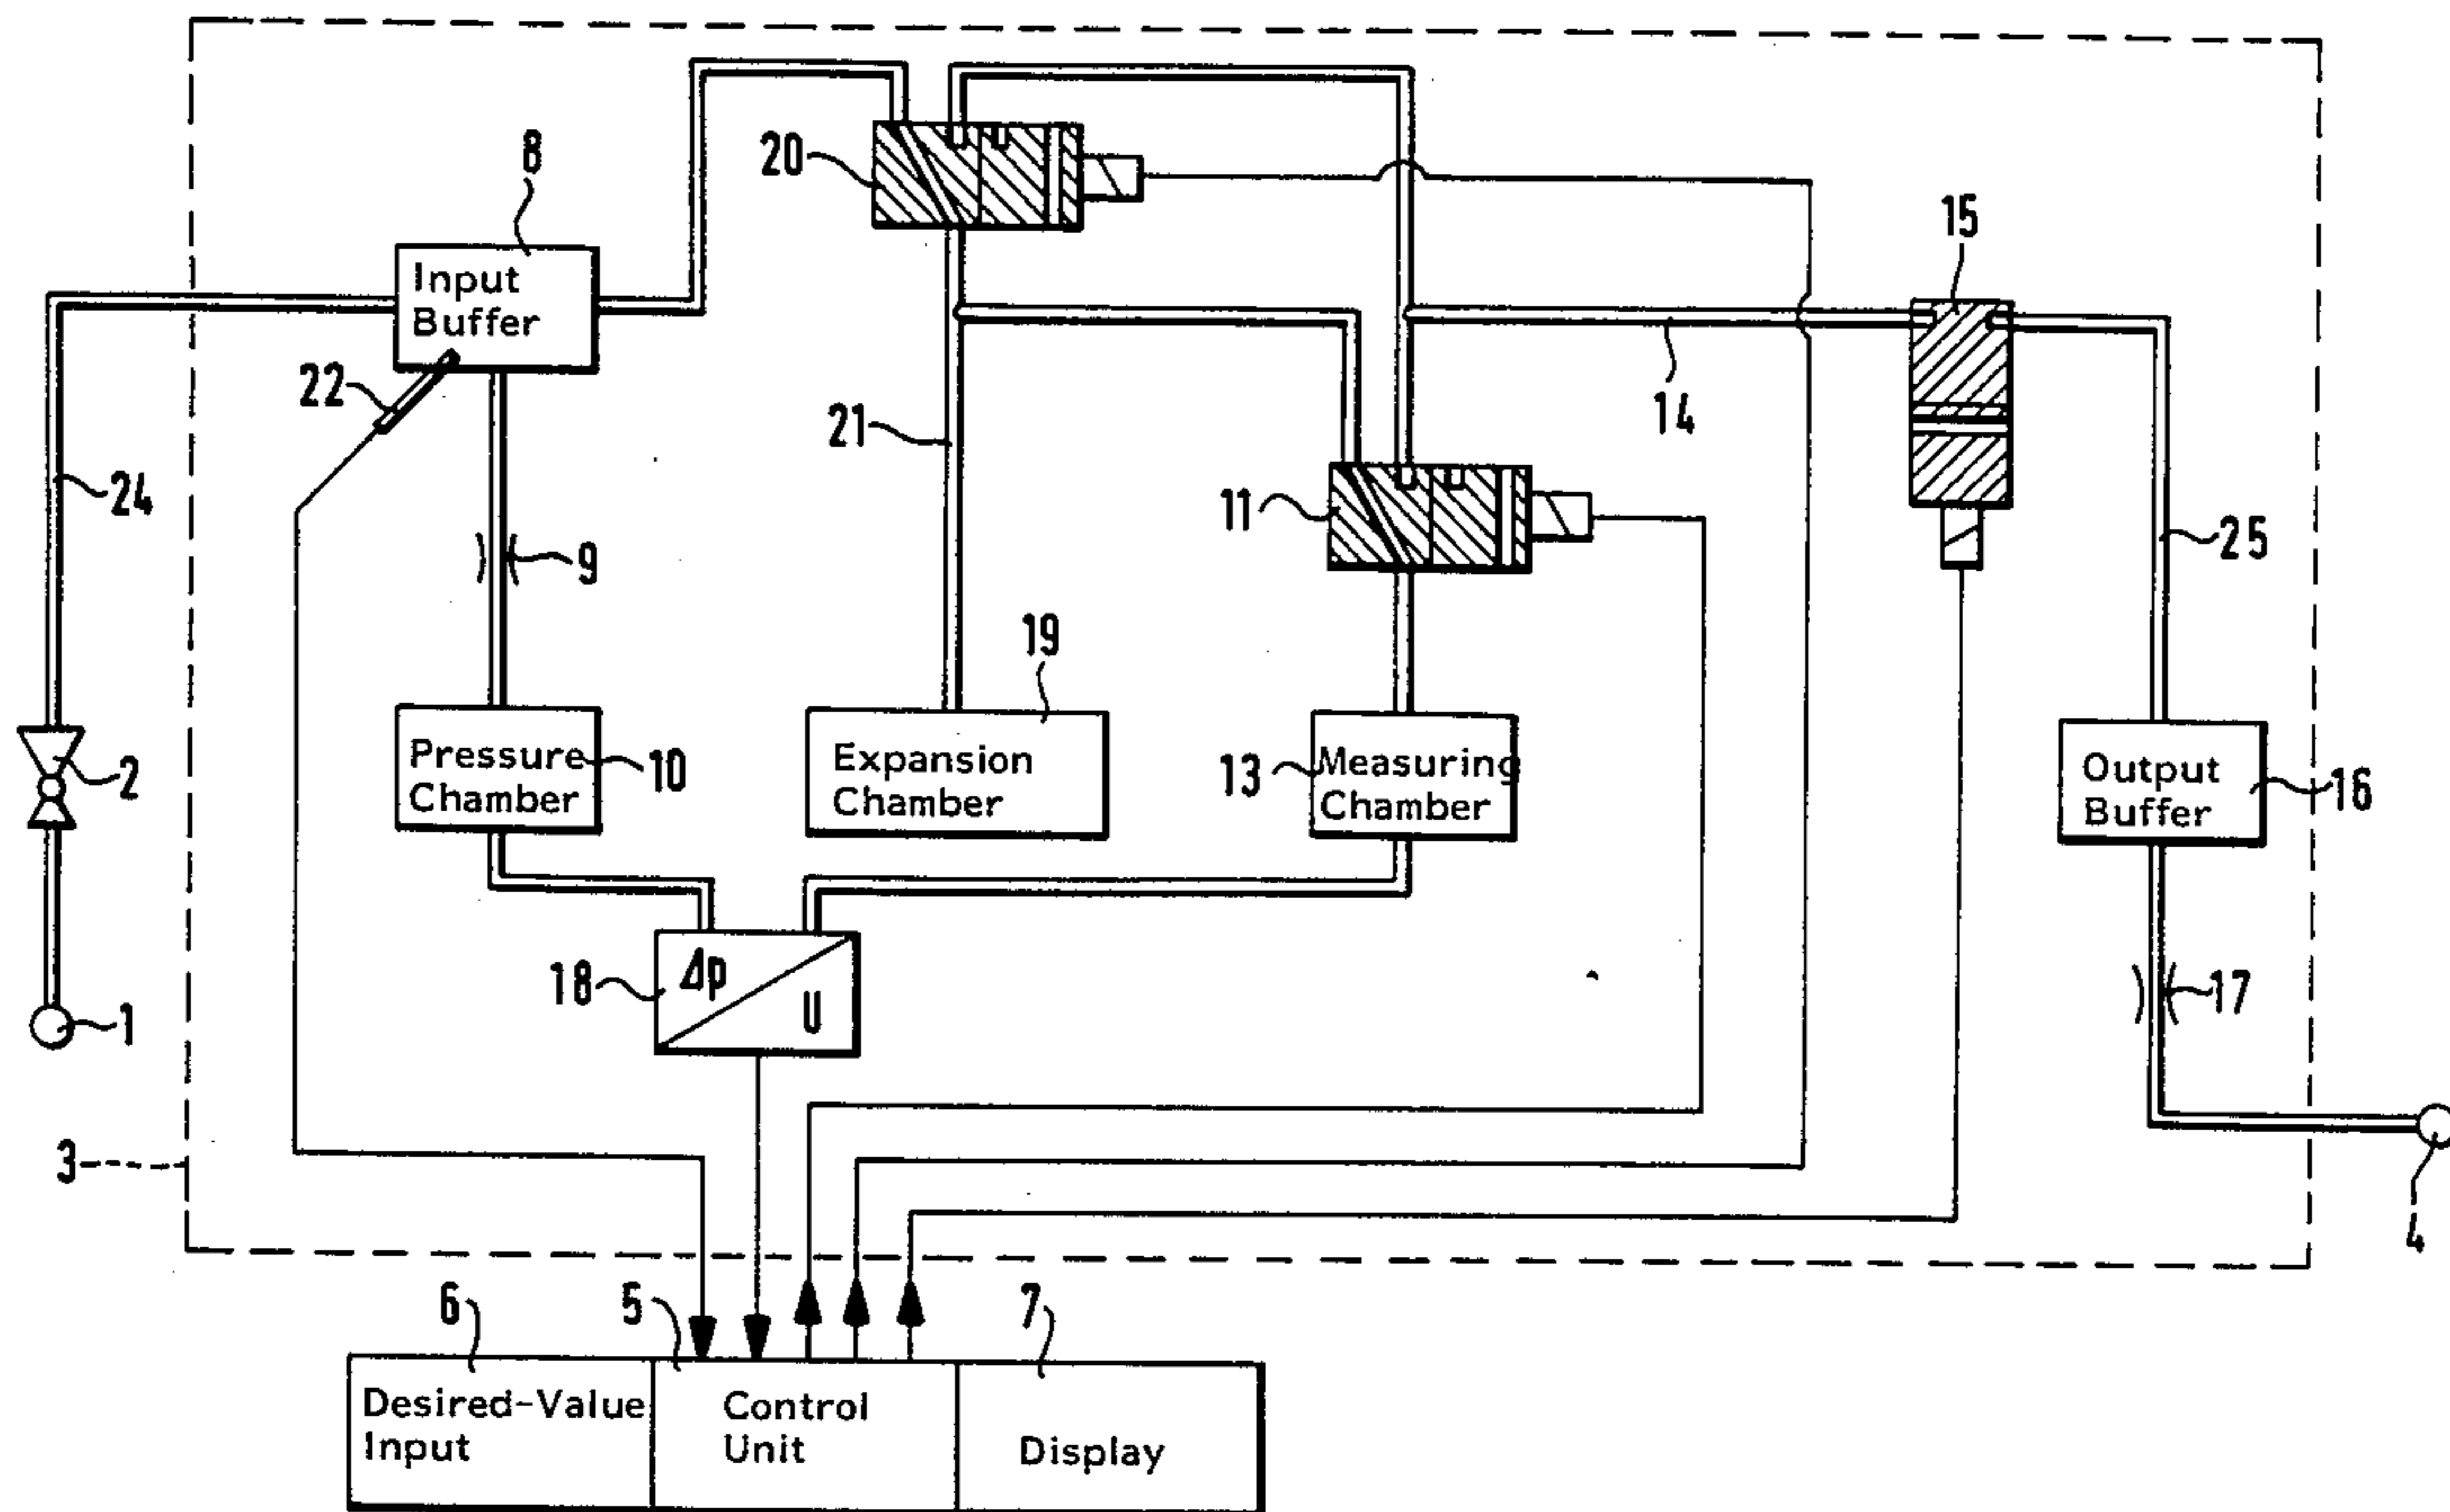 8
20
15
Input
Buffer
22
21
14
24
11
25
9
19
2
Pressure
Chamber
10
Expansion
Chamber
13
Measuring
Chamber
Output
Buffer
16
18
Δp
U
17
1
3
4
6
5
7
Desired-Value
Input
Control
Unit
Display